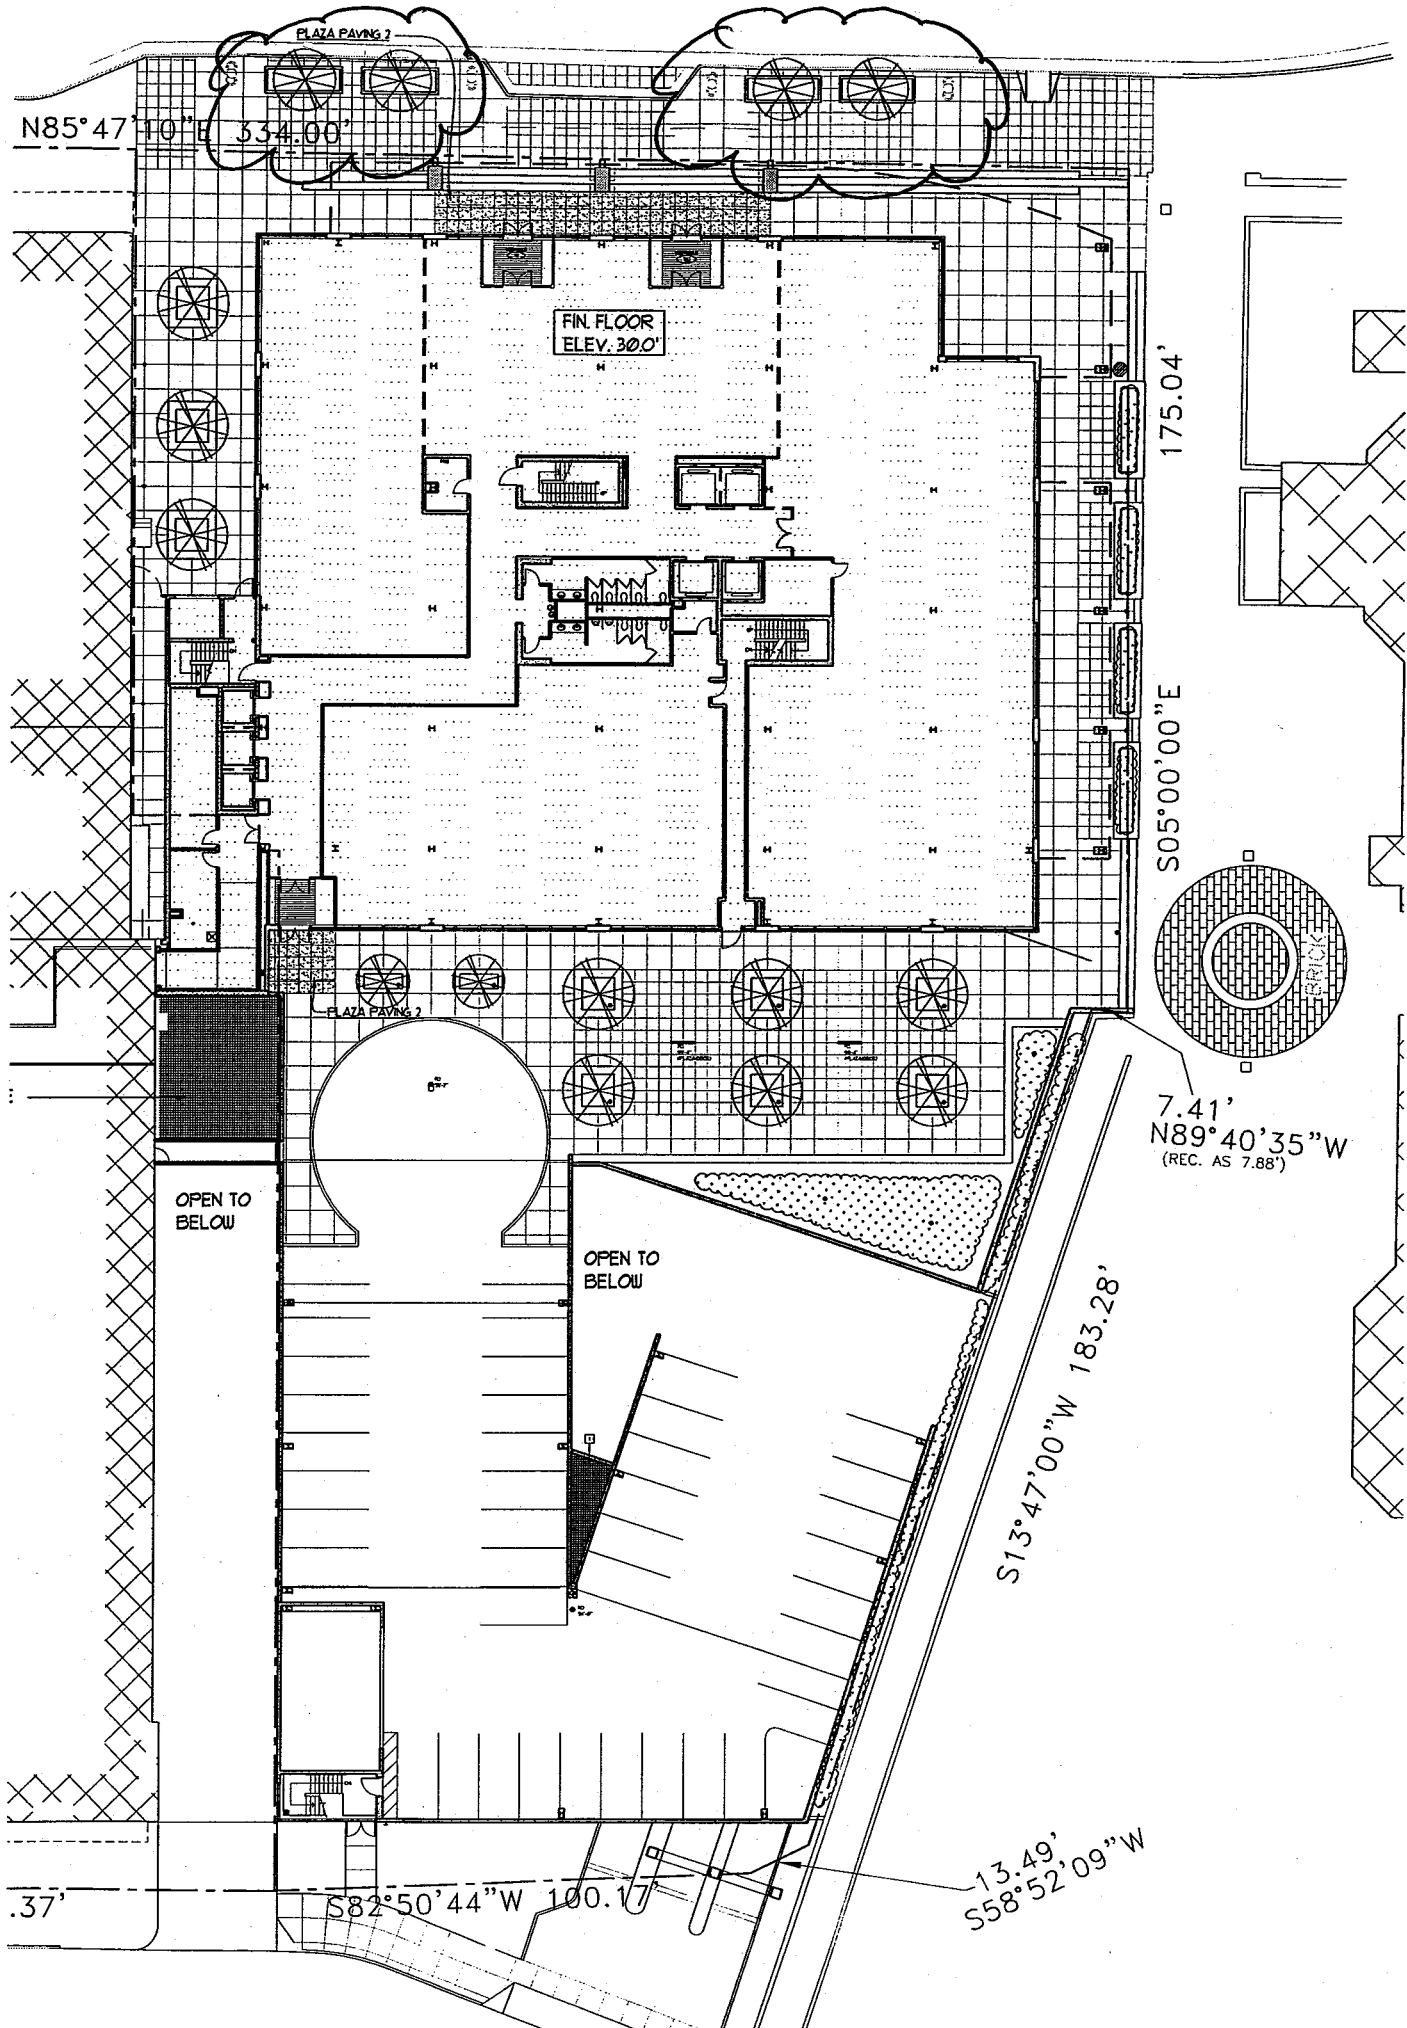 PLAZA PAVING 2
N85°47'10"E 334.00'
FIN. FLOOR
ELEV. 30.0'
175.04'
S05°00'00"E
BRICK
PLAZA PAVING 2
7.41'
N89°40'35"W
(REC. AS 7.88')
OPEN TO
BELOW
OPEN TO
BELOW
S13°47'00"W 183.28'
13.49'
S58°52'09"W
.37'
S82°50'44"W 100.17'